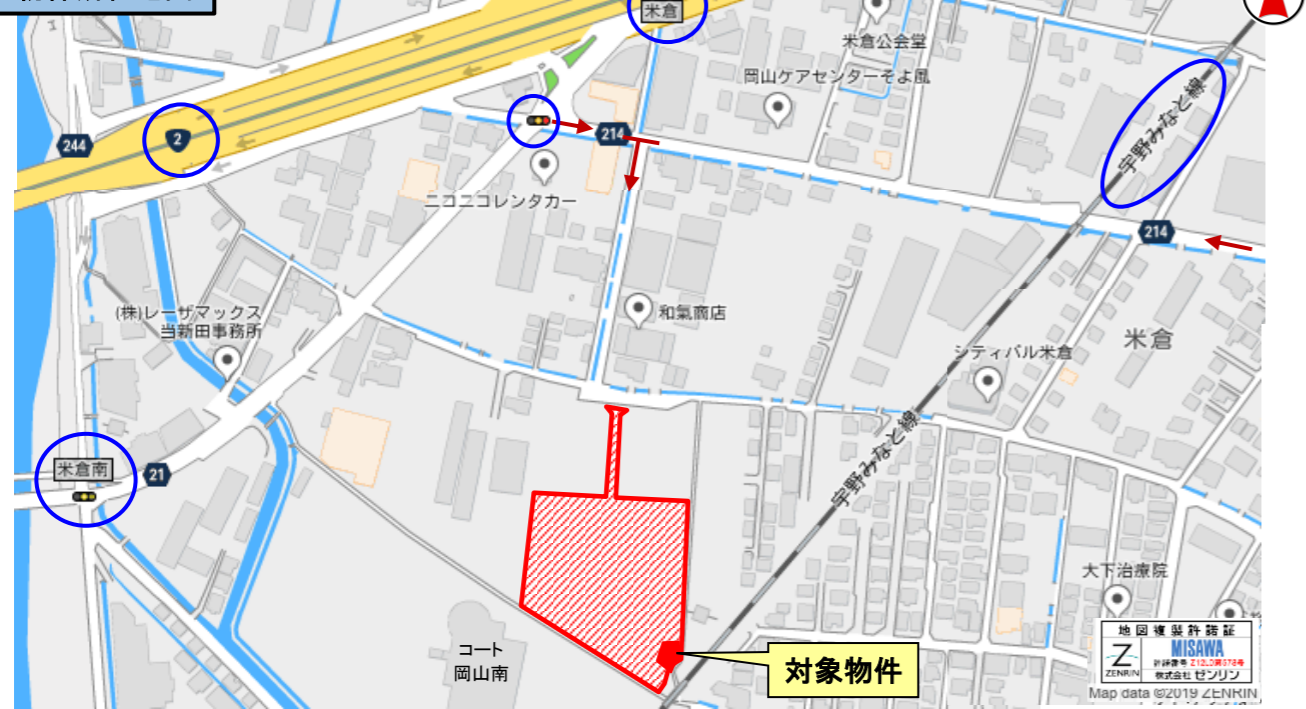 米倉
米倉公会堂
岡山ケアセンターそよ風
宇野みなと線
2
244
214
ニコニコレンタカー
214
(株)レーザマックス
当新田事務所
和氣商店
米倉
シティパル米倉
宇野みなと線
米倉南
21
大下治療院
コート
岡山南
対象物件
地図複製許諾証
Z
ZENRIN
MISAWA
株式会社ゼンリン
Map data ©2019 ZENRIN